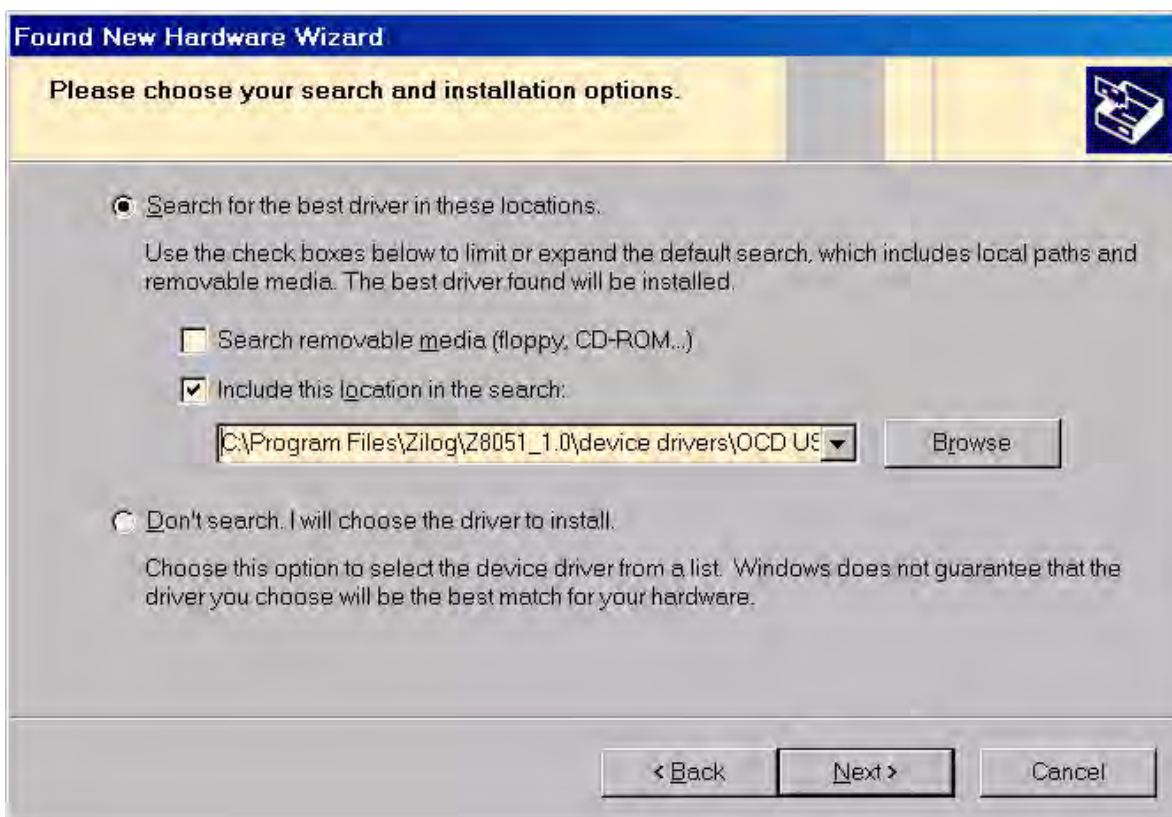 Found New Hardware Wizard
Please choose your search and installation options.
Search for the best driver in these locations.
Use the check boxes below to limit or expand the default search, which includes local paths and
removable media. The best driver found will be installed.
Search removable media (floppy, CD-ROM...)
Include this location in the search:
C:\Program Files\Zilog\Z8051_1.0\device drivers\OCD US
Browse
Don't search. I will choose the driver to install.
Choose this option to select the device driver from a list. Windows does not guarantee that the
driver you choose will be the best match for your hardware.
< Back Next > Cancel